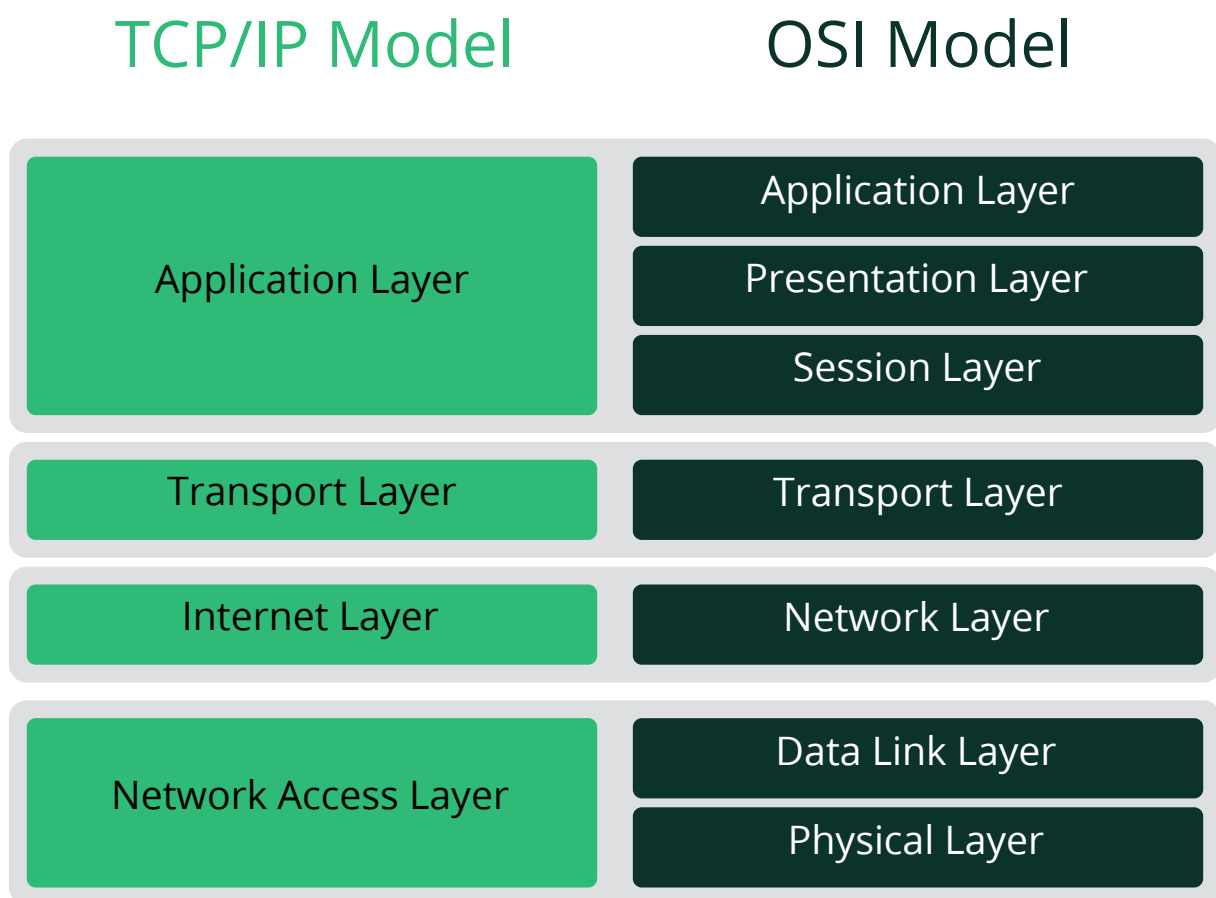 TCP/IP Model
OSI Model
Application Layer
Application Layer
Presentation Layer
Session Layer
Transport Layer
Transport Layer
Internet Layer
Network Layer
Network Access Layer
Data Link Layer
Physical Layer